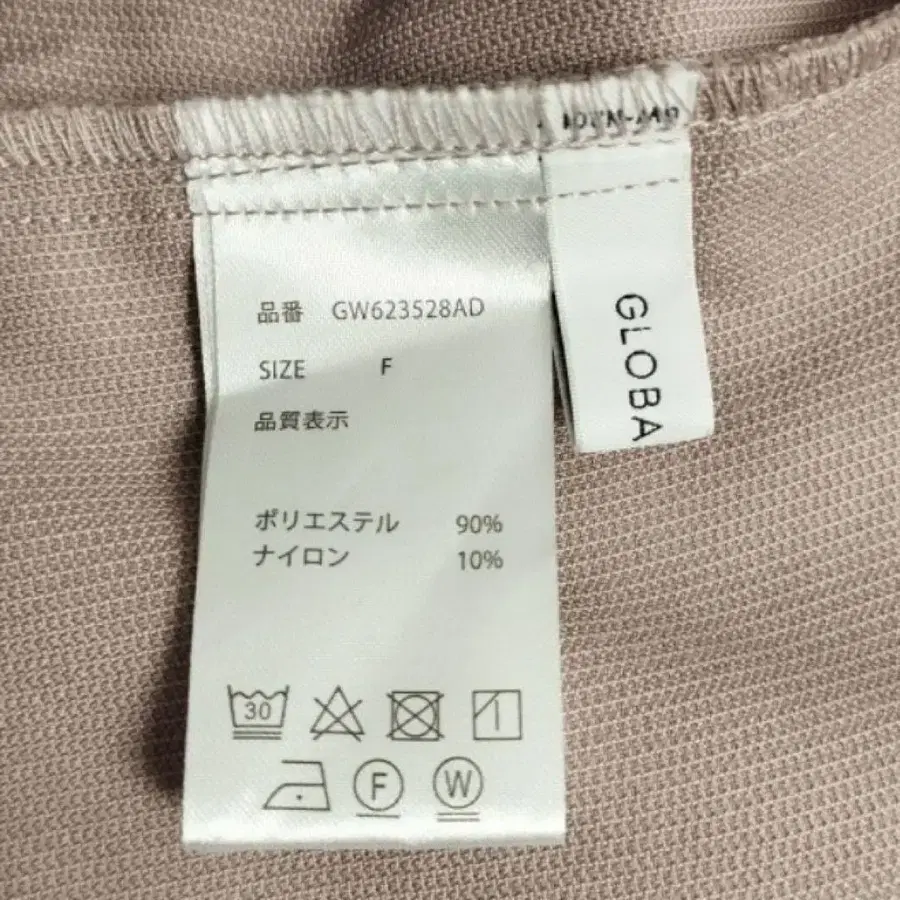 品番 GW623528AD
SIZE F
品質表示
ポリエステル 90%
ナイロン 10%
30
F W
GLOBA